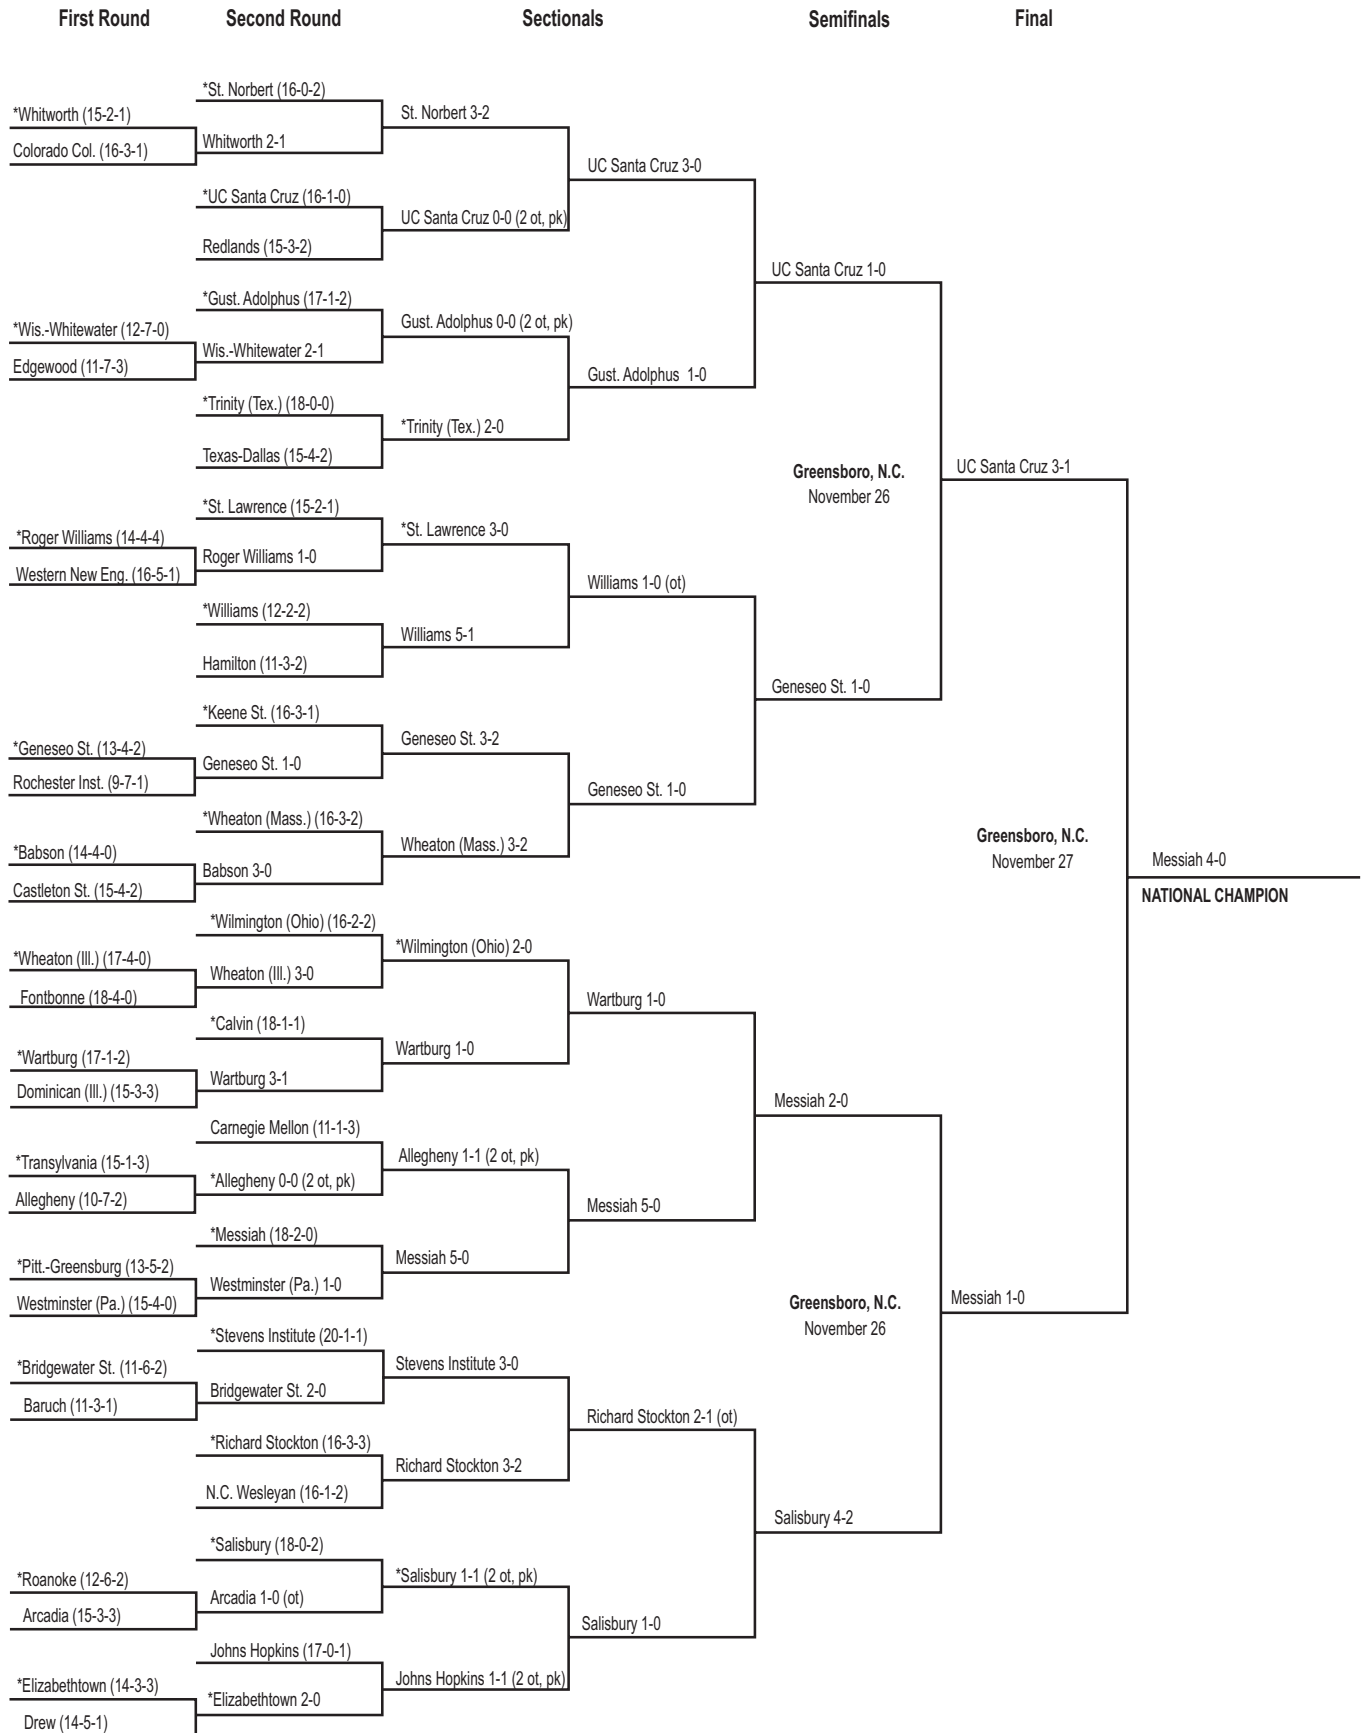 First Round
Second Round
Sectionals
Semifinals
Final
*Whitworth (15-2-1)
Colorado Col. (16-3-1)
*Wis.-Whitewater (12-7-0)
Edgewood (11-7-3)
*Roger Williams (14-4-4)
Western New Eng. (16-5-1)
*Geneseo St. (13-4-2)
Rochester Inst. (9-7-1)
*Babson (14-4-0)
Castleton St. (15-4-2)
*Wheaton (Ill.) (17-4-0)
Fontbonne (18-4-0)
*Wartburg (17-1-2)
Dominican (Ill.) (15-3-3)
*Transylvania (15-1-3)
Allegheny (10-7-2)
*Pitt.-Greensburg (13-5-2)
Westminster (Pa.) (15-4-0)
*Bridgewater St. (11-6-2)
Baruch (11-3-1)
*Roanoke (12-6-2)
Arcadia (15-3-3)
*Elizabethtown (14-3-3)
Drew (14-5-1)
*St. Norbert (16-0-2)
Whitworth 2-1
*UC Santa Cruz (16-1-0)
Redlands (15-3-2)
*Gust. Adolphus (17-1-2)
Wis.-Whitewater 2-1
*Trinity (Tex.) (18-0-0)
Texas-Dallas (15-4-2)
*St. Lawrence (15-2-1)
Roger Williams 1-0
*Williams (12-2-2)
Hamilton (11-3-2)
*Keene St. (16-3-1)
Geneseo St. 1-0
*Wheaton (Mass.) (16-3-2)
Babson 3-0
*Wilmington (Ohio) (16-2-2)
Wheaton (Ill.) 3-0
*Calvin (18-1-1)
Wartburg 3-1
Carnegie Mellon (11-1-3)
*Allegheny 0-0 (2 ot, pk)
*Messiah (18-2-0)
Westminster (Pa.) 1-0
*Stevens Institute (20-1-1)
Bridgewater St. 2-0
*Richard Stockton (16-3-3)
N.C. Wesleyan (16-1-2)
*Salisbury (18-0-2)
Arcadia 1-0 (ot)
Johns Hopkins (17-0-1)
*Elizabethtown 2-0
St. Norbert 3-2
UC Santa Cruz 0-0 (2 ot, pk)
Gust. Adolphus 0-0 (2 ot, pk)
*Trinity (Tex.) 2-0
*St. Lawrence 3-0
Williams 5-1
Geneseo St. 3-2
Wheaton (Mass.) 3-2
*Wilmington (Ohio) 2-0
Wartburg 1-0
Allegheny 1-1 (2 ot, pk)
Messiah 5-0
Stevens Institute 3-0
Richard Stockton 3-2
*Salisbury 1-1 (2 ot, pk)
Johns Hopkins 1-1 (2 ot, pk)
UC Santa Cruz 3-0
Gust. Adolphus 1-0
Williams 1-0 (ot)
Geneseo St. 1-0
Wartburg 1-0
Messiah 5-0
Richard Stockton 2-1 (ot)
Salisbury 1-0
UC Santa Cruz 1-0
Greensboro, N.C.
November 26
Geneseo St. 1-0
Messiah 2-0
Greensboro, N.C.
November 26
Salisbury 4-2
UC Santa Cruz 3-1
Greensboro, N.C.
November 27
Messiah 1-0
Messiah 4-0
NATIONAL CHAMPION